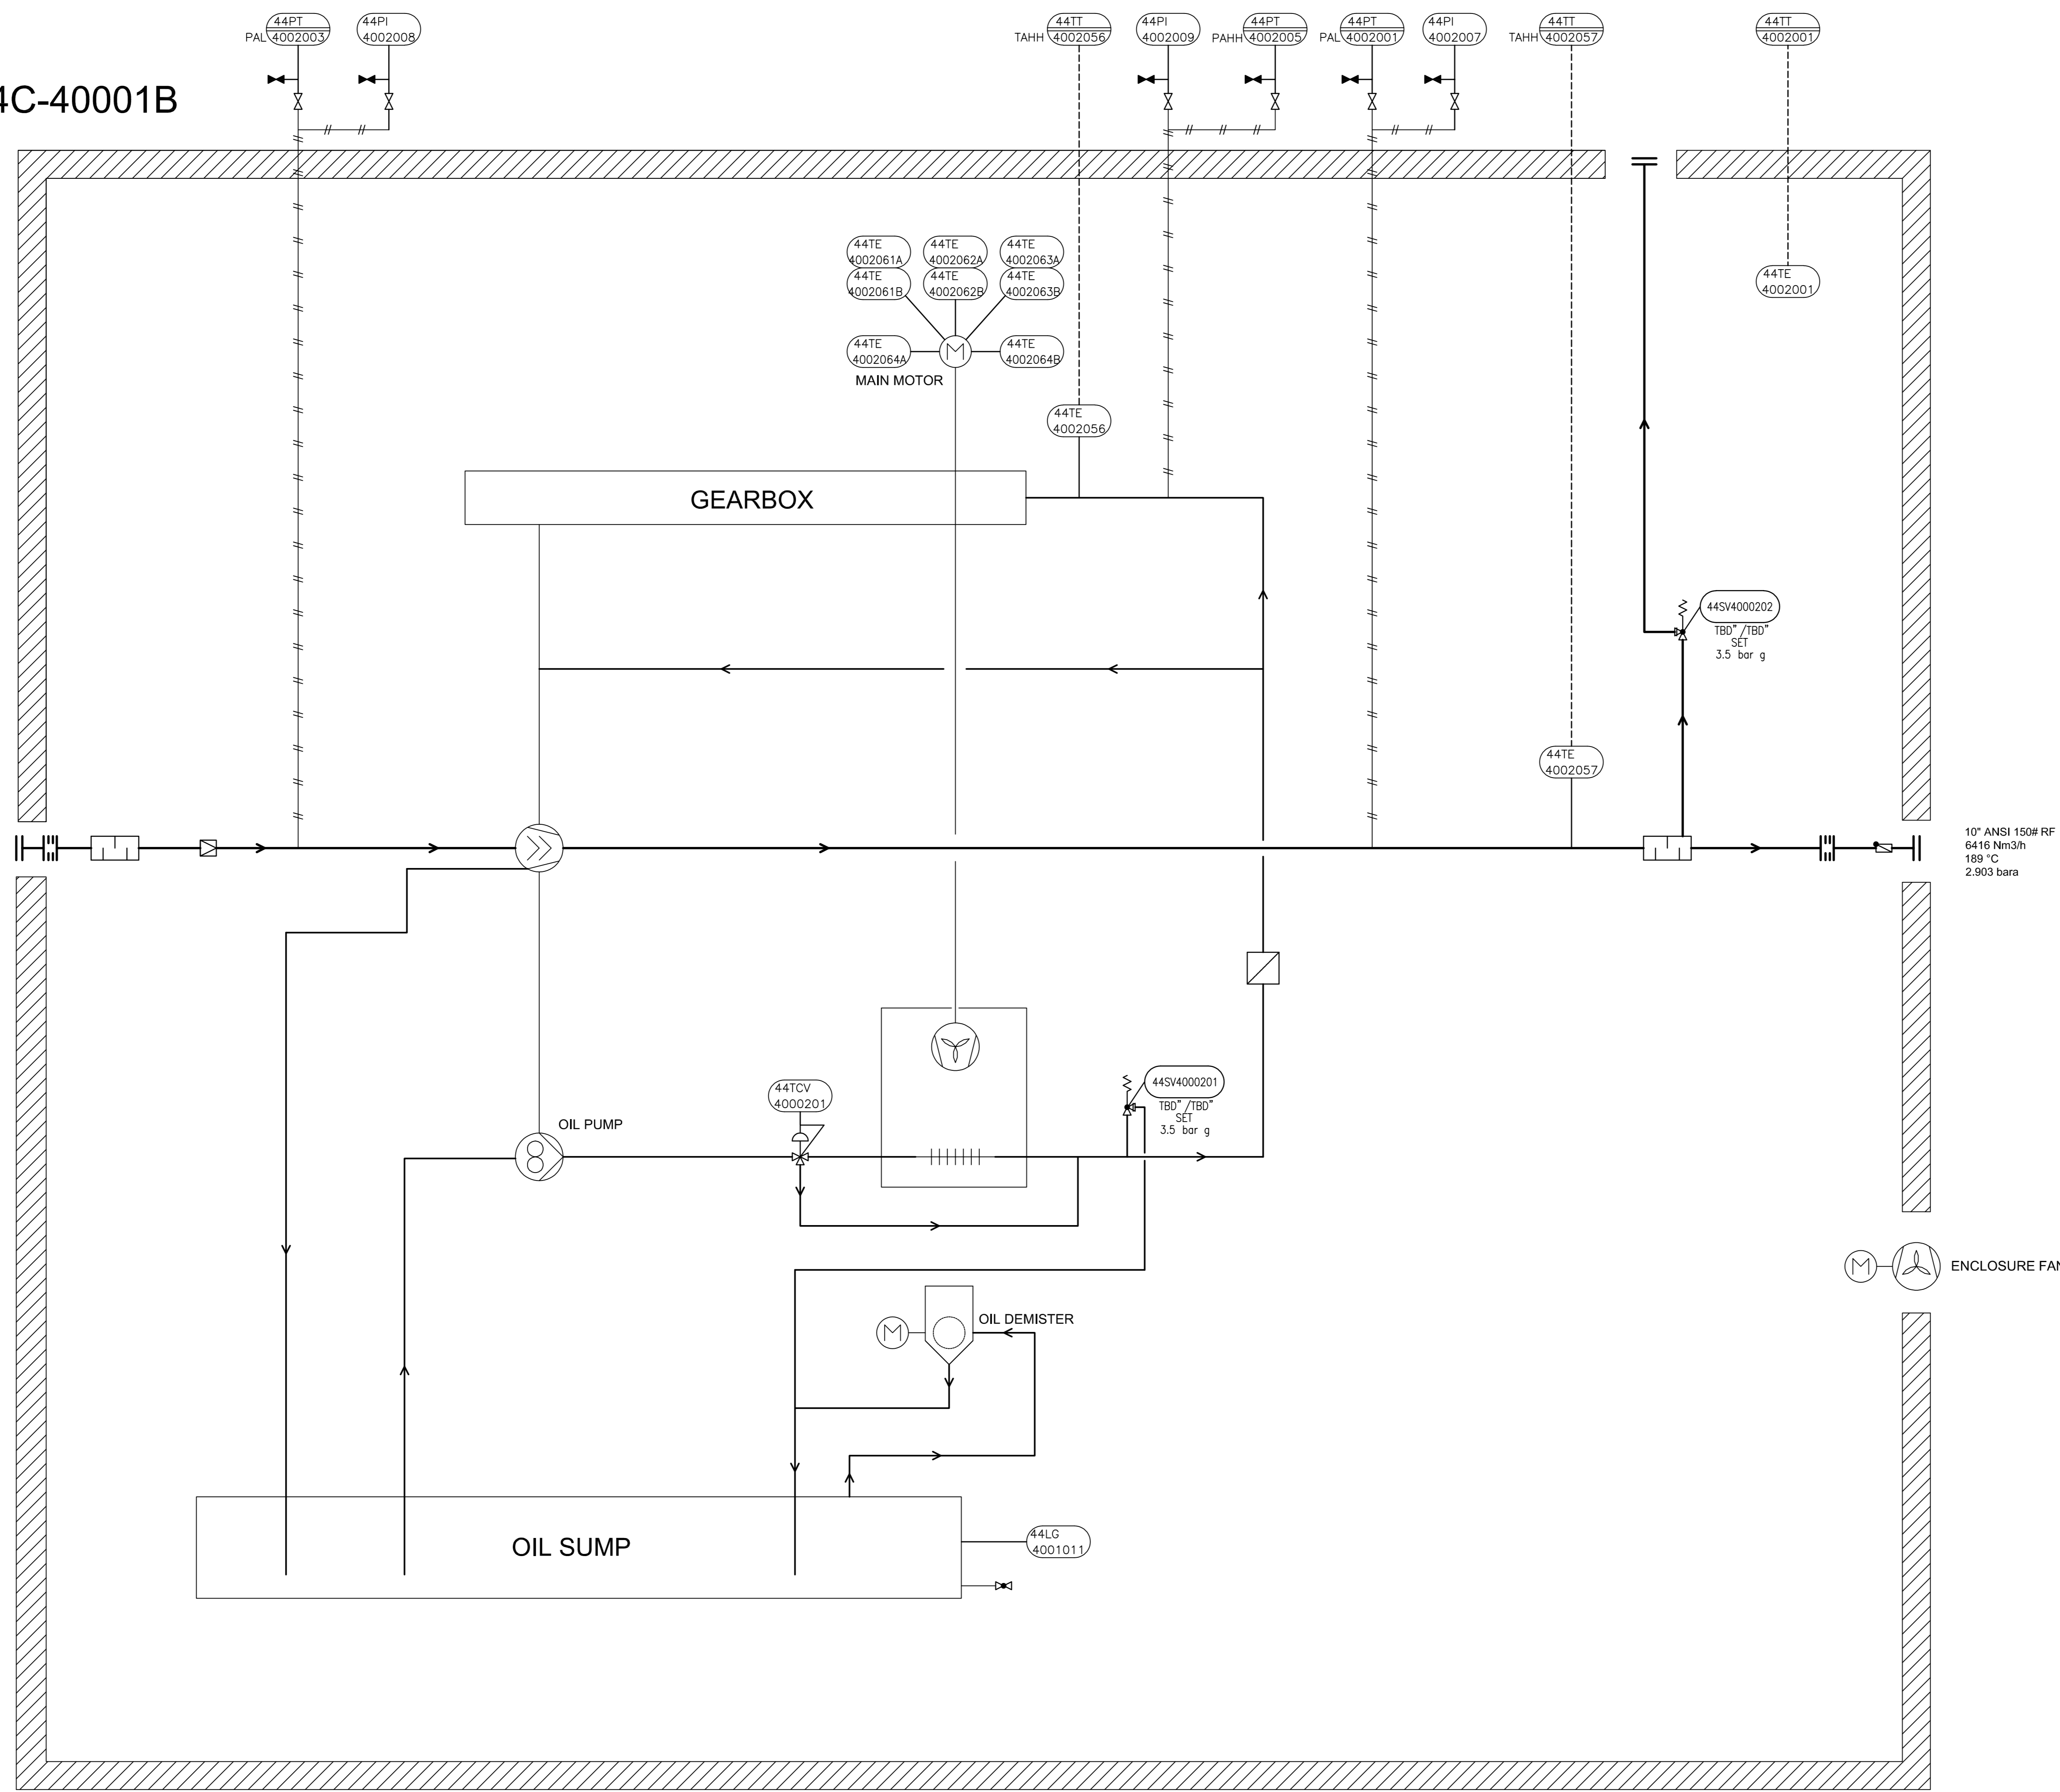 44PT
PAL 4002003
44PI
4002008
44TT
TAHH 4002056
44PI
4002009
44PT
PAHH 4002005
44PT
PAL 4002001
44PI
4002007
44TT
TAHH 4002057
44TT
4002001
4C-40001B
44TE
4002061A
44TE
4002062A
44TE
4002063A
44TE
4002061B
44TE
4002062B
44TE
4002063B
44TE
4002001
44TE
4002064A
M
44TE
4002064B
MAIN MOTOR
44TE
4002056
GEARBOX
44SV4000202
TBD" /TBD"
SET
3.5 bar g
44TE
4002057
10" ANSI 150# RF
6416 Nm3/h
189 °C
2.903 bara
44TCV
4000201
44SV4000201
TBD" /TBD"
SET
3.5 bar g
OIL PUMP
M
ENCLOSURE FAN
OIL DEMISTER
M
OIL SUMP
44LG
4001011